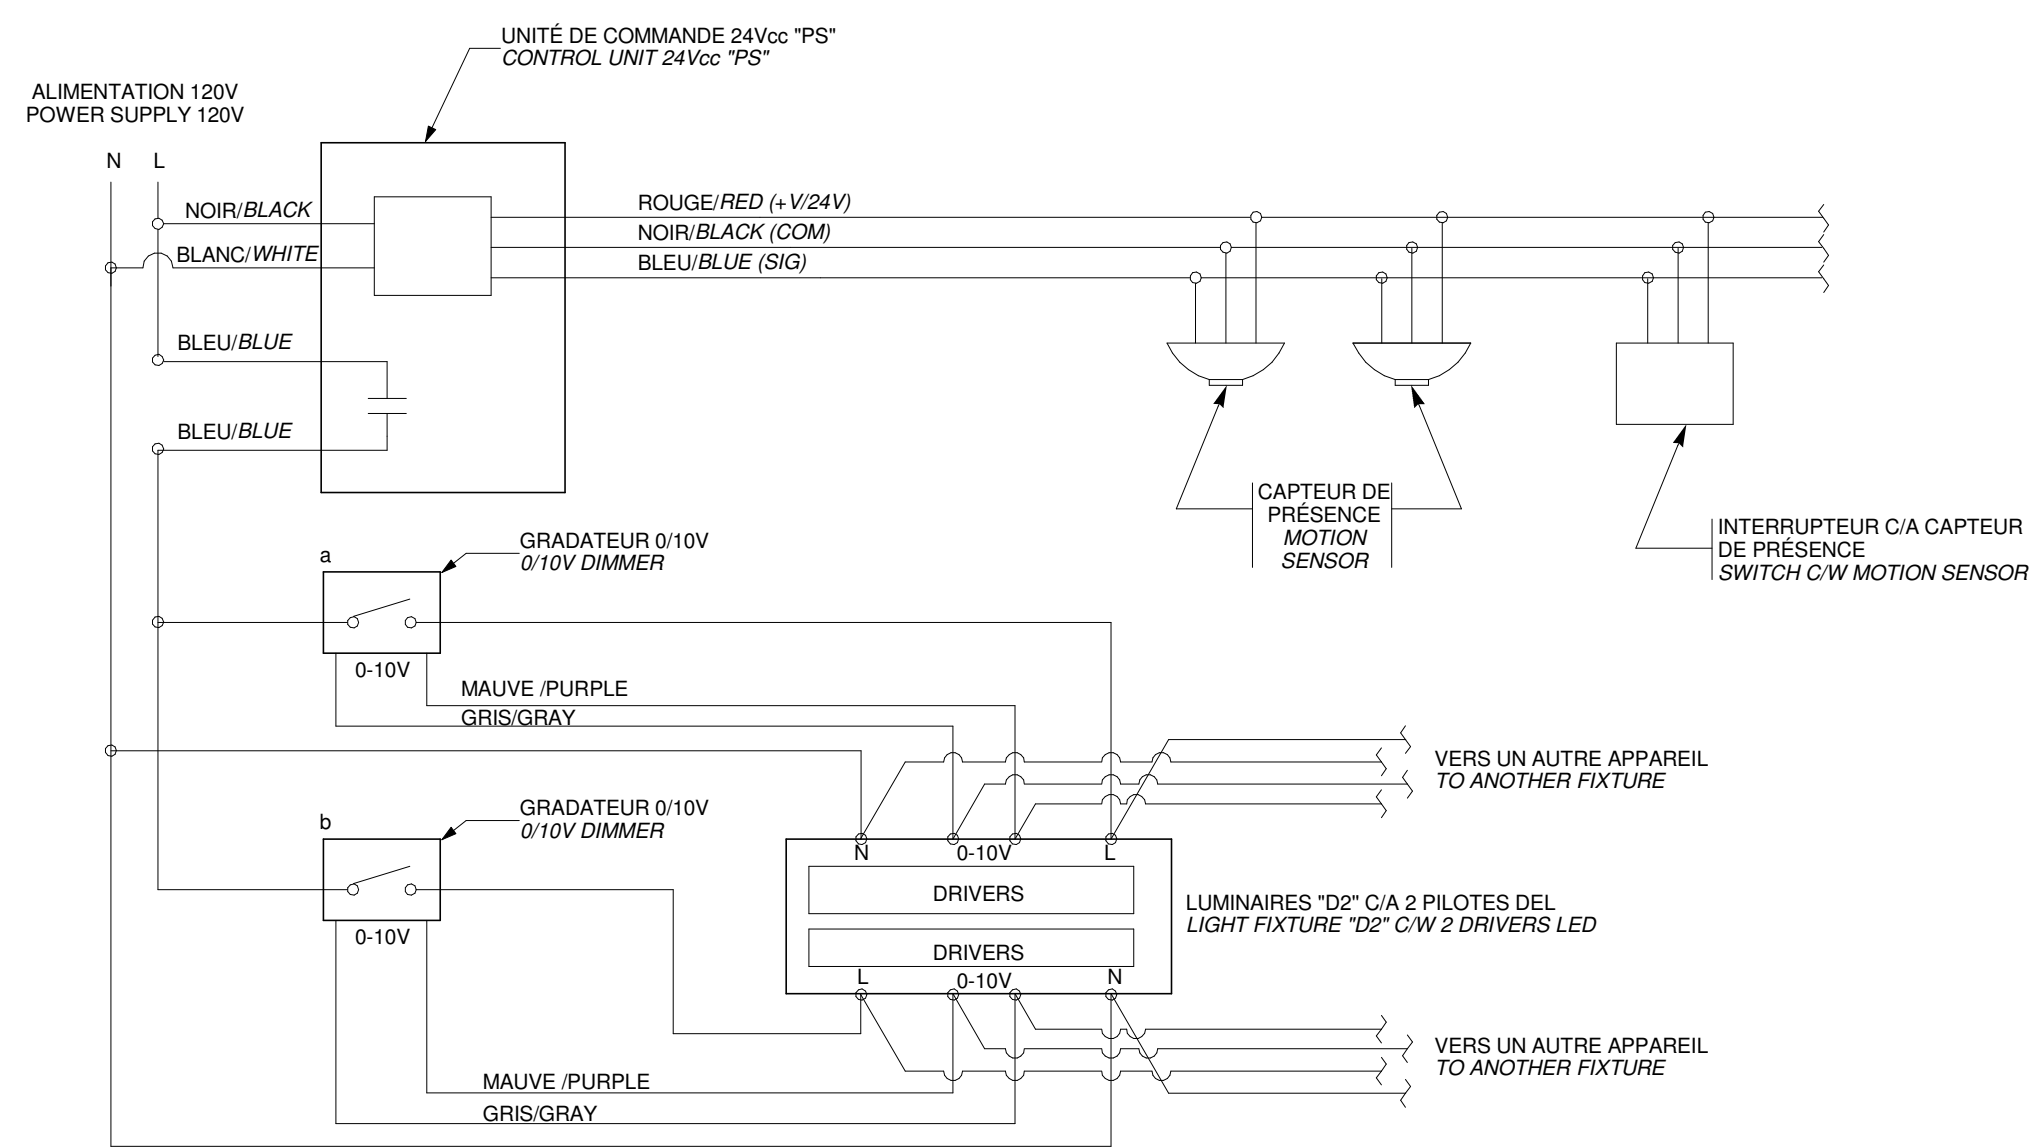 UNITÉ DE COMMANDE 24Vcc "PS"
CONTROL UNIT 24Vcc "PS"
ALIMENTATION 120V
POWER SUPPLY 120V
N L
NOIR/BLACK
BLANC/WHITE
BLEU/BLUE
BLEU/BLUE
ROUGE/RED (+V/24V)
NOIR/BLACK (COM)
BLEU/BLUE (SIG)
CAPTEUR DE
PRÉSENCE
MOTION
SENSOR
INTERRUPTEUR C/A CAPTEUR
DE PRÉSENCE
SWITCH C/W MOTION SENSOR
a
GRADATEUR 0/10V
0/10V DIMMER
0-10V
MAUVE /PURPLE
GRIS/GRAY
VERS UN AUTRE APPAREIL
TO ANOTHER FIXTURE
b
GRADATEUR 0/10V
0/10V DIMMER
0-10V
N 0-10V L
DRIVERS
DRIVERS
L 0-10V N
LUMINAIRES "D2" C/A 2 PILOTES DEL
LIGHT FIXTURE "D2" C/W 2 DRIVERS LED
VERS UN AUTRE APPAREIL
TO ANOTHER FIXTURE
MAUVE /PURPLE
GRIS/GRAY